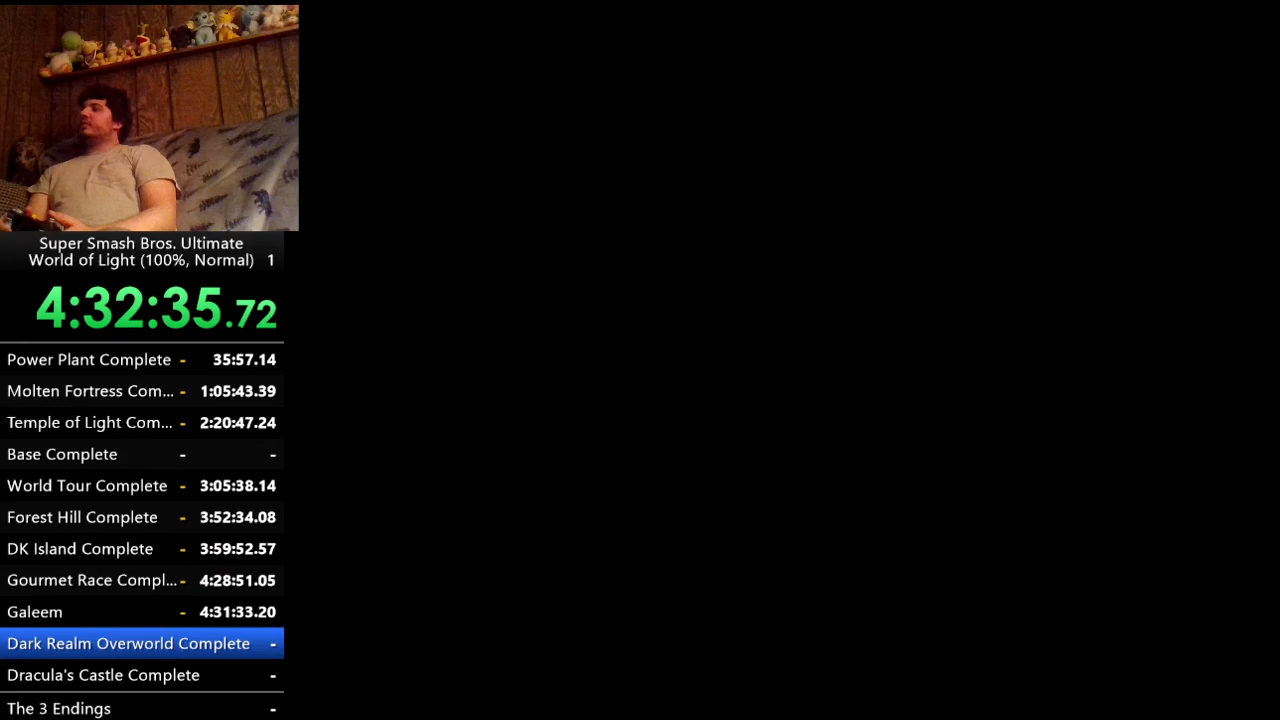 Super Smash Bros. Ultimate
World of Light (100%, Normal) 1
4:32:35.72
Power Plant Complete - 35:57.14
Molten Fortress Com... - 1:05:43.39
Temple of Light Com... - 2:20:47.24
Base Complete - -
World Tour Complete - 3:05:38.14
Forest Hill Complete - 3:52:34.08
DK Island Complete - 3:59:52.57
Gourmet Race Compl... - 4:28:51.05
Galeem - 4:31:33.20
Dark Realm Overworld Complete -
Dracula's Castle Complete -
The 3 Endings -